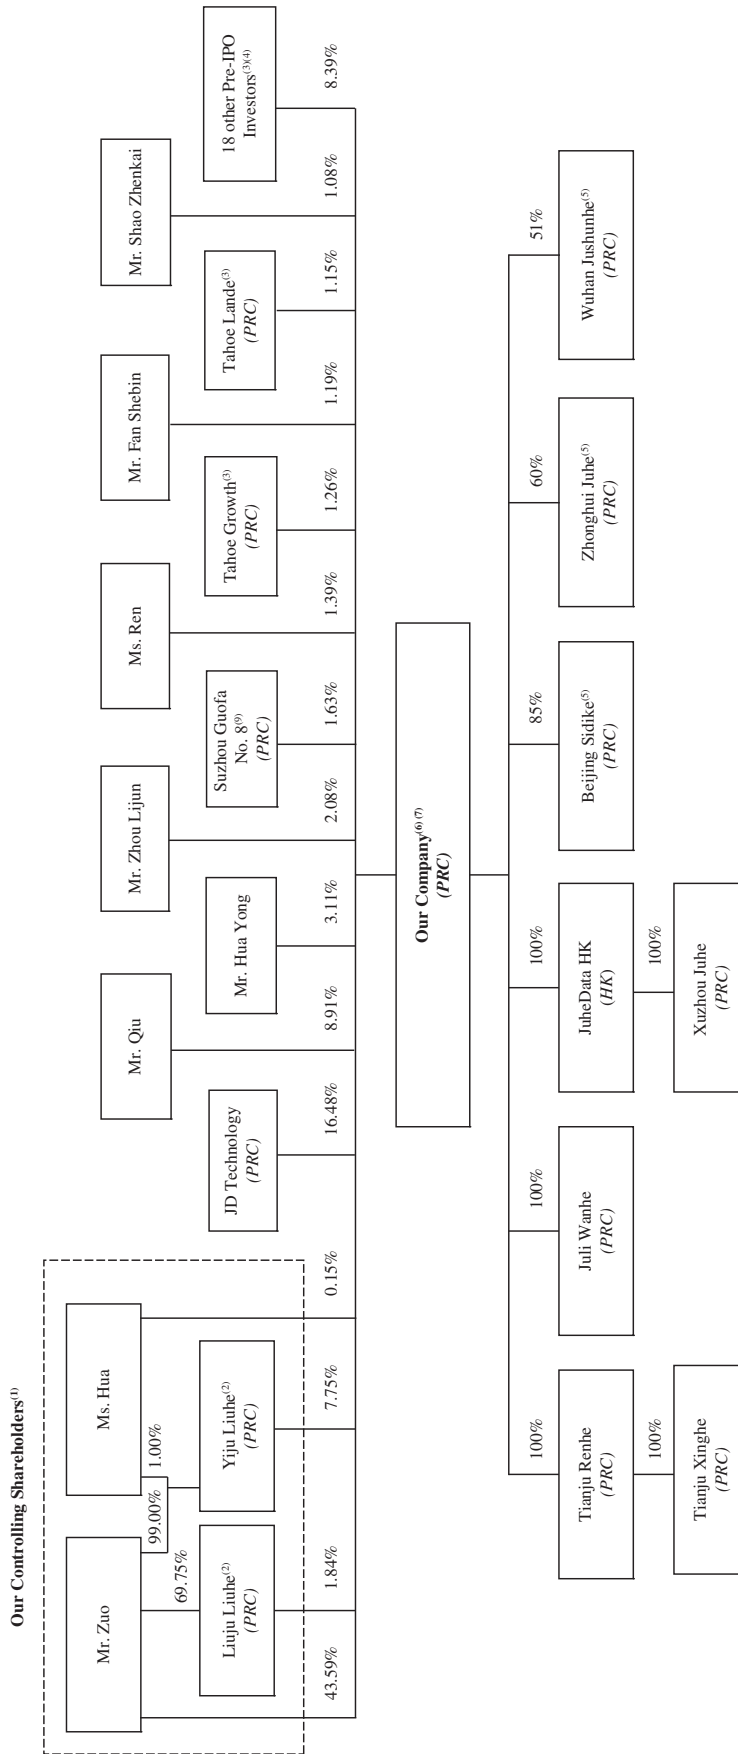 Our Controlling Shareholders(1)
Mr. Zuo
Ms. Hua
Mr. Qiu
Mr. Zhou Lijun
Ms. Ren
Mr. Fan Shebin
Mr. Shao Zhenkai
99.00%
1.00%
69.75%
Liuju Liuhe(2)
(PRC)
Yiju Liuhe(2)
(PRC)
JD Technology
(PRC)
Mr. Hua Yong
Suzhou Guofa
No. 8(9)
(PRC)
Tahoe Growth(3)
(PRC)
Tahoe Lande(3)
(PRC)
18 other Pre-IPO
Investors(3)(4)
43.59%
1.84%
7.75%
0.15%
16.48%
8.91%
3.11%
2.08%
1.63%
1.39%
1.26%
1.19%
1.15%
1.08%
8.39%
Our Company(6) (7)
(PRC)
100%
100%
100%
85%
60%
51%
Tianju Renhe
(PRC)
Juli Wanhe
(PRC)
JuheData HK
(HK)
Beijing Sidike(5)
(PRC)
Zhonghui Juhe(5)
(PRC)
Wuhan Jushunhe(5)
(PRC)
100%
100%
Tianju Xinghe
(PRC)
Xuzhou Juhe
(PRC)